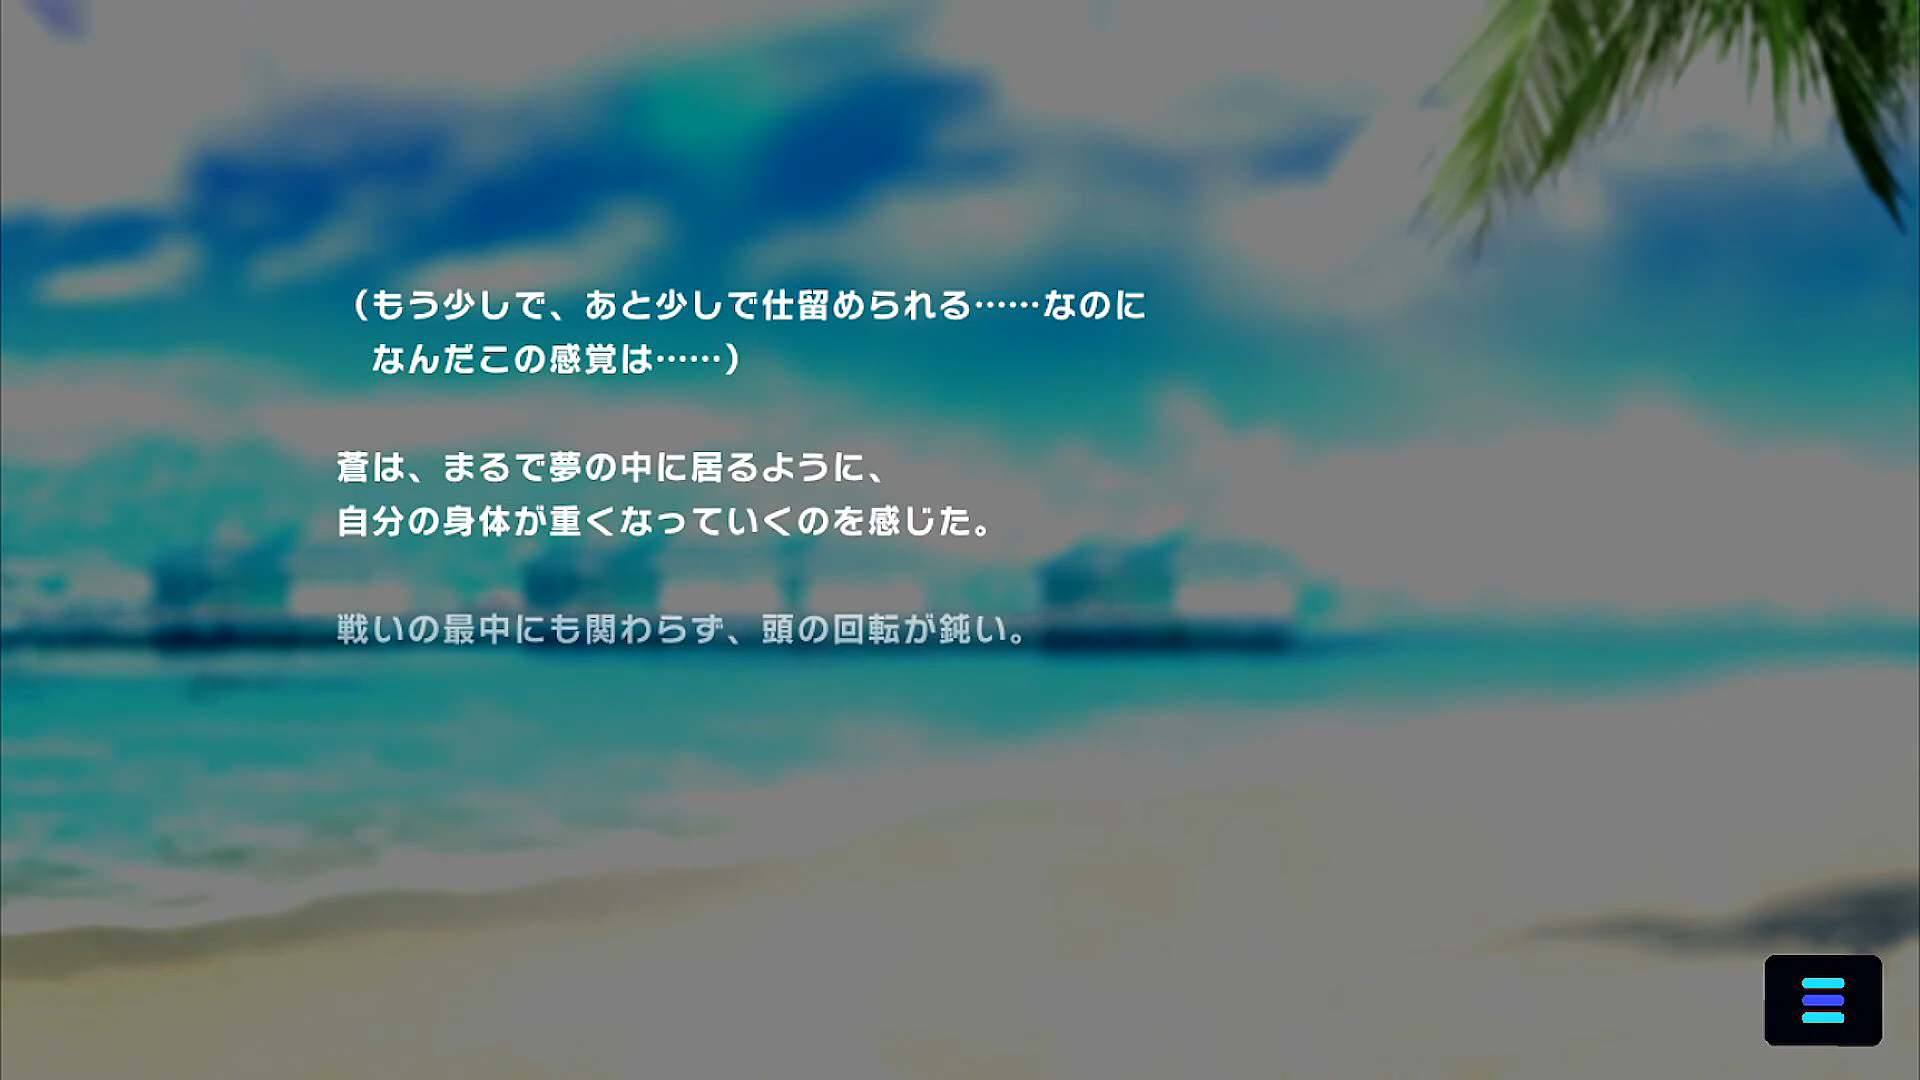 （もう少しで、あと少しで仕留められる……なのに
　なんだこの感覚は……）
蒼は、まるで夢の中に居るように、
自分の身体が重くなっていくのを感じた。
戦いの最中にも関わらず、頭の回転が鈍い。